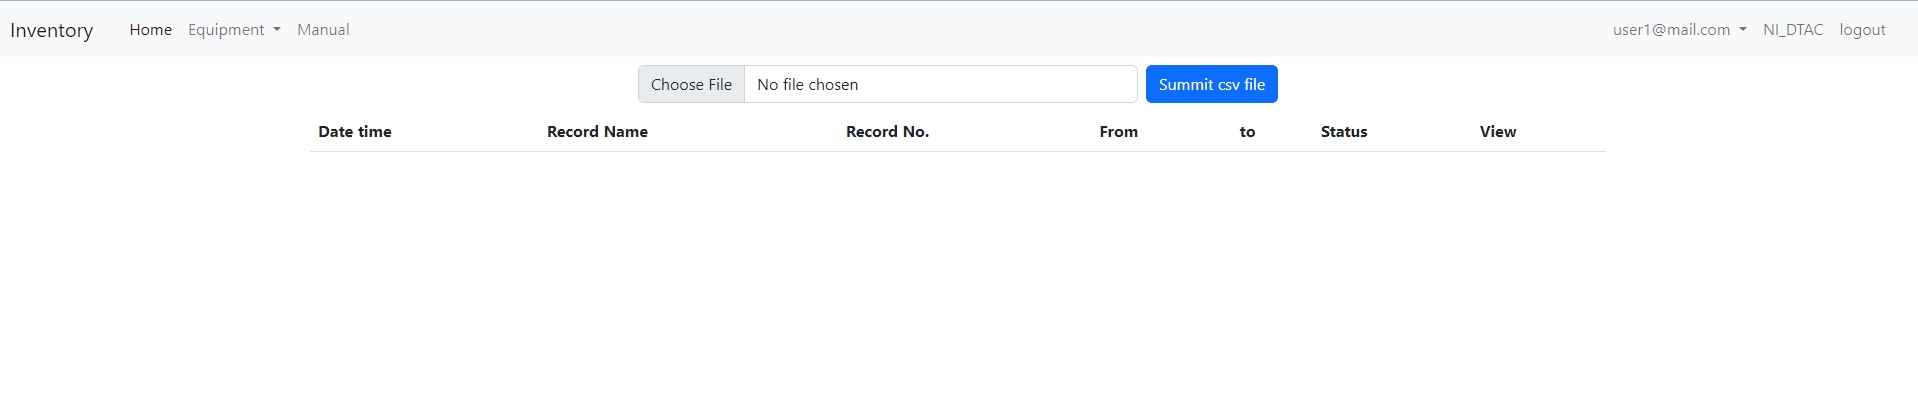 Inventory Home Equipment Manual user1@mail.com NI_DTAC logout
Choose File No file chosen Summit csv file
Date time Record Name Record No. From to Status View